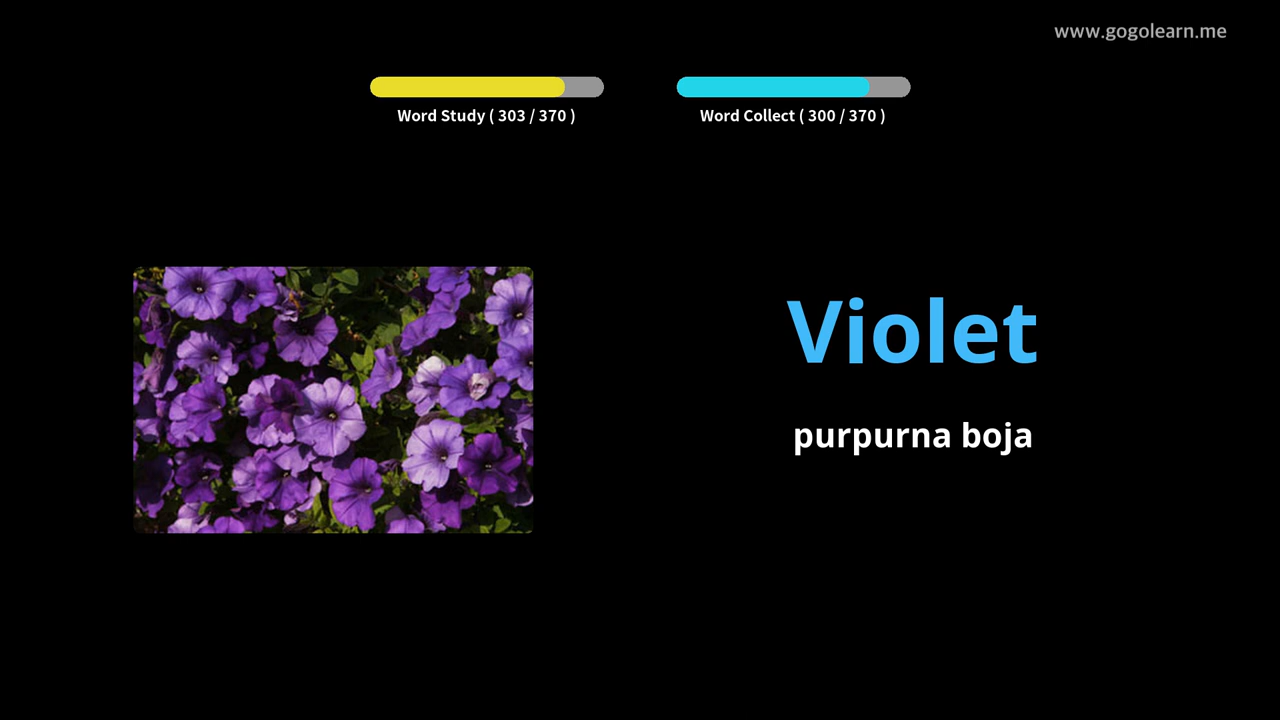 www.gogolearn.me
Word Study ( 303 / 370 )
Word Collect ( 300 / 370 )
Violet
purpurna boja